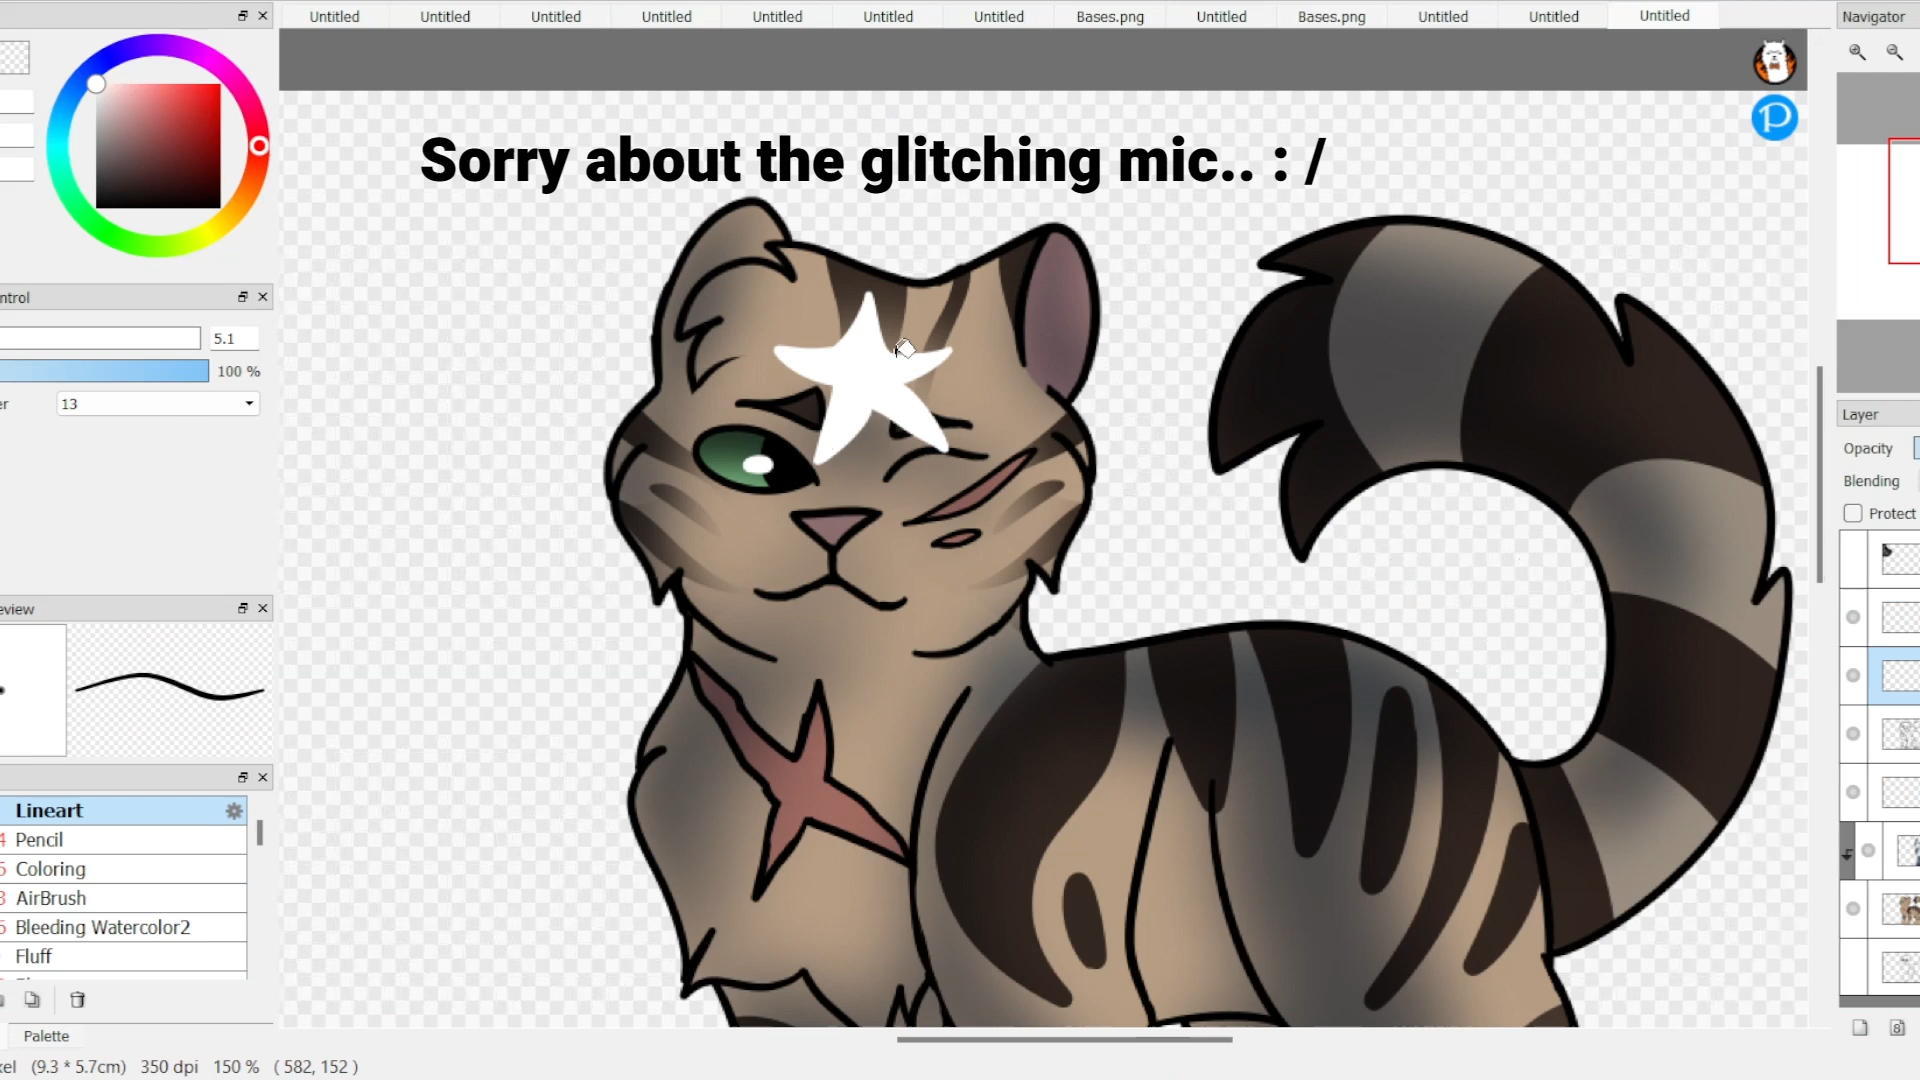 Untitled
Untitled
Untitled
Untitled
Untitled
Untitled
Untitled
Bases.png
Untitled
Bases.png
Untitled
Untitled
Untitled
Navigator
Sorry about the glitching mic.. : /
ntrol
5.1
100 %
er
13
eview
Lineart
4 Pencil
5 Coloring
3 AirBrush
5 Bleeding Watercolor2
Fluff
Palette
xel (9.3 * 5.7cm) 350 dpi 150 % ( 582, 152 )
Layer
Opacity
Blending
Protect
8